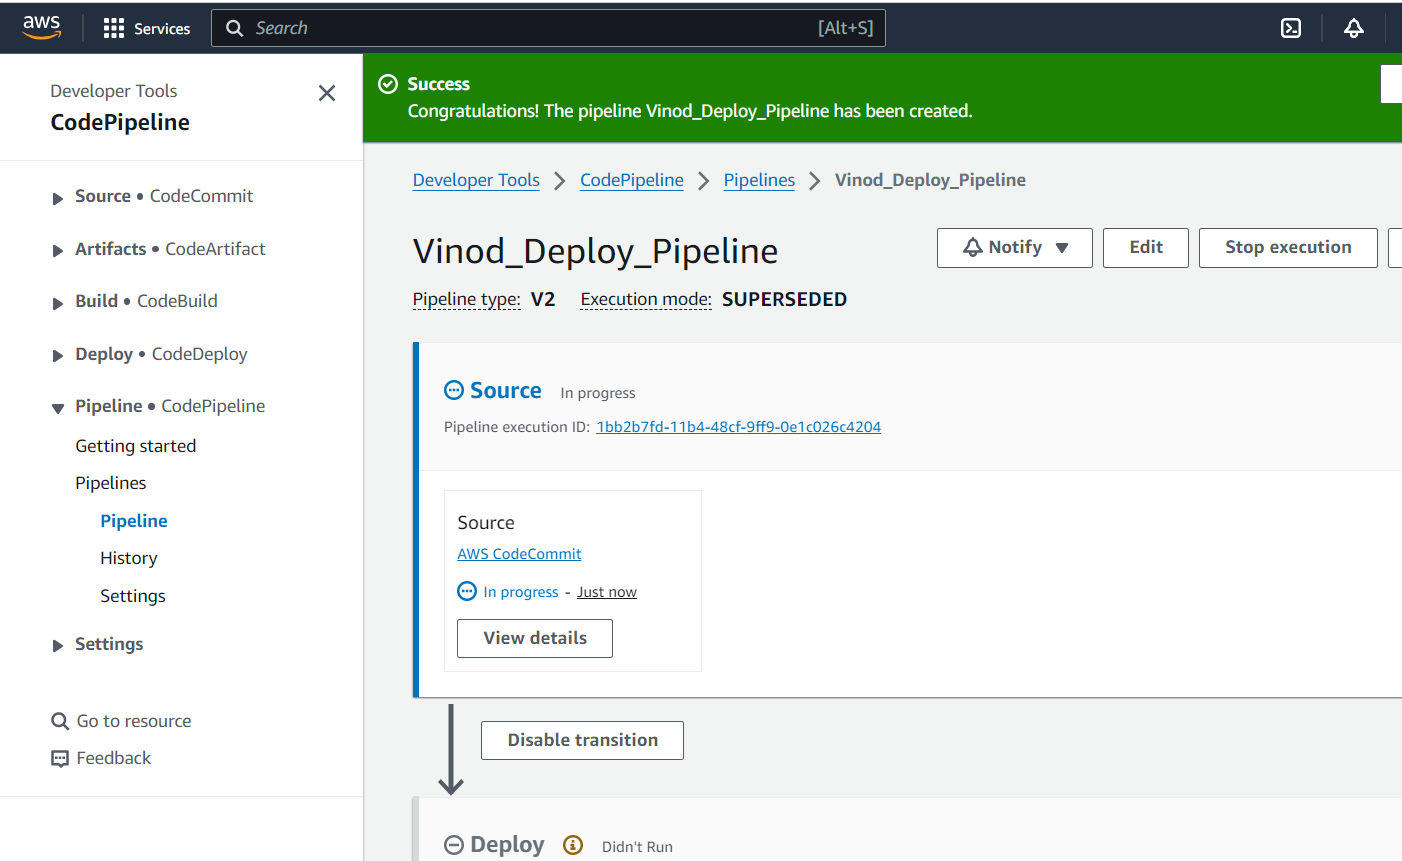 aws
Services
Search [Alt+S]
Developer Tools
CodePipeline
Source • CodeCommit
Artifacts • CodeArtifact
Build • CodeBuild
Deploy • CodeDeploy
Pipeline • CodePipeline
Getting started
Pipelines
Pipeline
History
Settings
Settings
Go to resource
Feedback
Success
Congratulations! The pipeline Vinod_Deploy_Pipeline has been created.
Developer Tools > CodePipeline > Pipelines > Vinod_Deploy_Pipeline
Vinod_Deploy_Pipeline
Notify Edit Stop execution
Pipeline type: V2 Execution mode: SUPERSEDED
Source In progress
Pipeline execution ID: 1bb2b7fd-11b4-48cf-9ff9-0e1c026c4204
Source
AWS CodeCommit
In progress - Just now
View details
Disable transition
Deploy Didn't Run